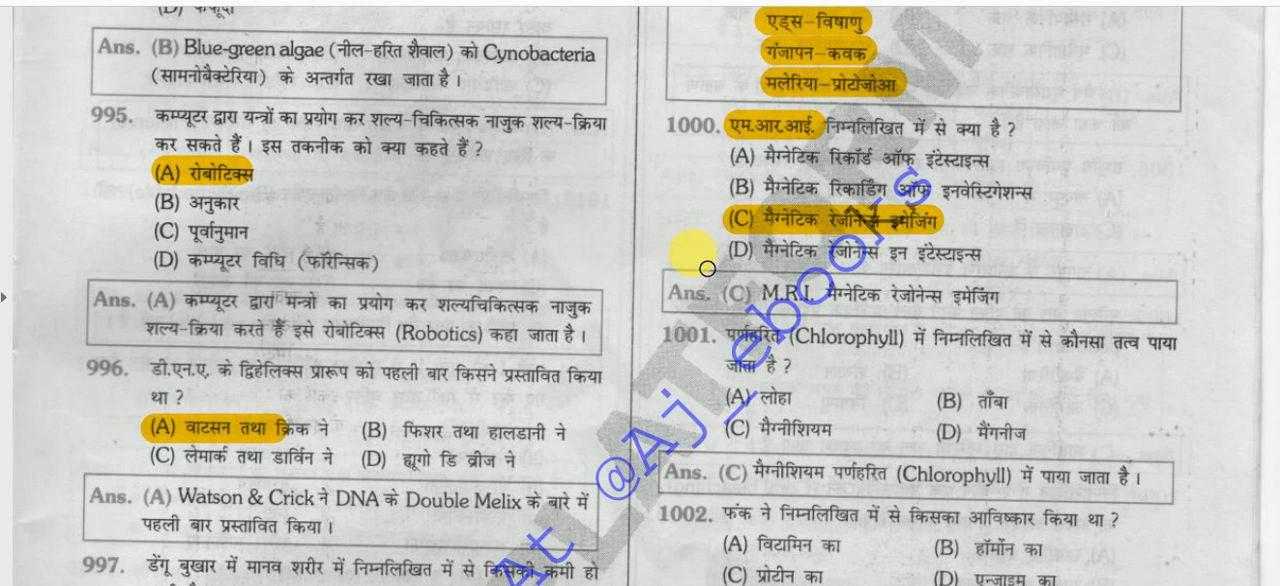 (D) फफूंदी
Ans. (B) Blue-green algae (नील-हरित शैवाल) को Cynobacteria
(सामनोबैक्टेरिया) के अन्तर्गत रखा जाता है।
995. कम्प्यूटर द्वारा यन्त्रों का प्रयोग कर शल्य-चिकित्सक नाजुक शल्य-क्रिया
कर सकते हैं। इस तकनीक को क्या कहते हैं ?
(A) रोबोटिक्स
(B) अनुकार
(C) पूर्वानुमान
(D) कम्प्यूटर विधि (फॉरेन्सिक)
Ans. (A) कम्प्यूटर द्वारा मन्त्रो का प्रयोग कर शल्यचिकित्सक नाजुक
शल्य-क्रिया करते हैं इसे रोबोटिक्स (Robotics) कहा जाता है।
996. डी.एन.ए. के द्विहेलिक्स प्रारूप को पहली बार किसने प्रस्तावित किया
था ?
(A) वाटसन तथा क्रिक ने (B) फिशर तथा हालडानी ने
(C) लेमार्क तथा डार्विन ने (D) ह्यूगो डि व्रीज ने
Ans. (A) Watson & Crick ने DNA के Double Melix के बारे में
पहली बार प्रस्तावित किया।
997. डेंगू बुखार में मानव शरीर में निम्नलिखित में से किसकी कमी हो
एड्स-विषाणु
गंजापन-कवक
मलेरिया-प्रोटोजोआ
1000. एम.आर.आई. निम्नलिखित में से क्या है ?
(A) मैग्नेटिक रिकॉर्ड ऑफ इंटेस्टाइन्स
(B) मैग्नेटिक रिकार्डिंग ऑफ इनवेस्टिगेशन्स
(C) मैग्नेटिक रेजोनेन्स इमेजिंग
(D) मैग्नेटिक रेजोनेन्स इन इंटेस्टाइन्स
Ans. (C) M.R.I. मैग्नेटिक रेजोनेन्स इमेजिंग
1001. पर्णहरित (Chlorophyll) में निम्नलिखित में से कौनसा तत्व पाया
जाता है ?
(A) लोहा (B) ताँबा
(C) मैग्नीशियम (D) मैंगनीज
Ans. (C) मैग्नीशियम पर्णहरित (Chlorophyll) में पाया जाता है।
1002. फंक ने निम्नलिखित में से किसका आविष्कार किया था ?
(A) विटामिन का (B) हॉर्मोन का
(C) प्रोटीन का (D) एन्जाइम का
At @Aj_ebooks